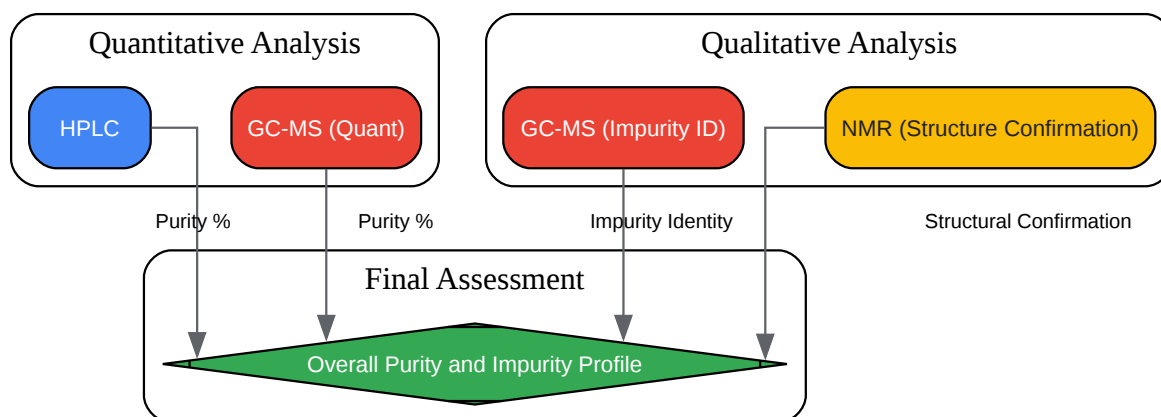 Quantitative Analysis
Qualitative Analysis
HPLC
GC-MS (Quant)
GC-MS (Impurity ID)
NMR (Structure Confirmation)
Purity %
Purity %
Impurity Identity
Structural Confirmation
Final Assessment
Overall Purity and Impurity Profile